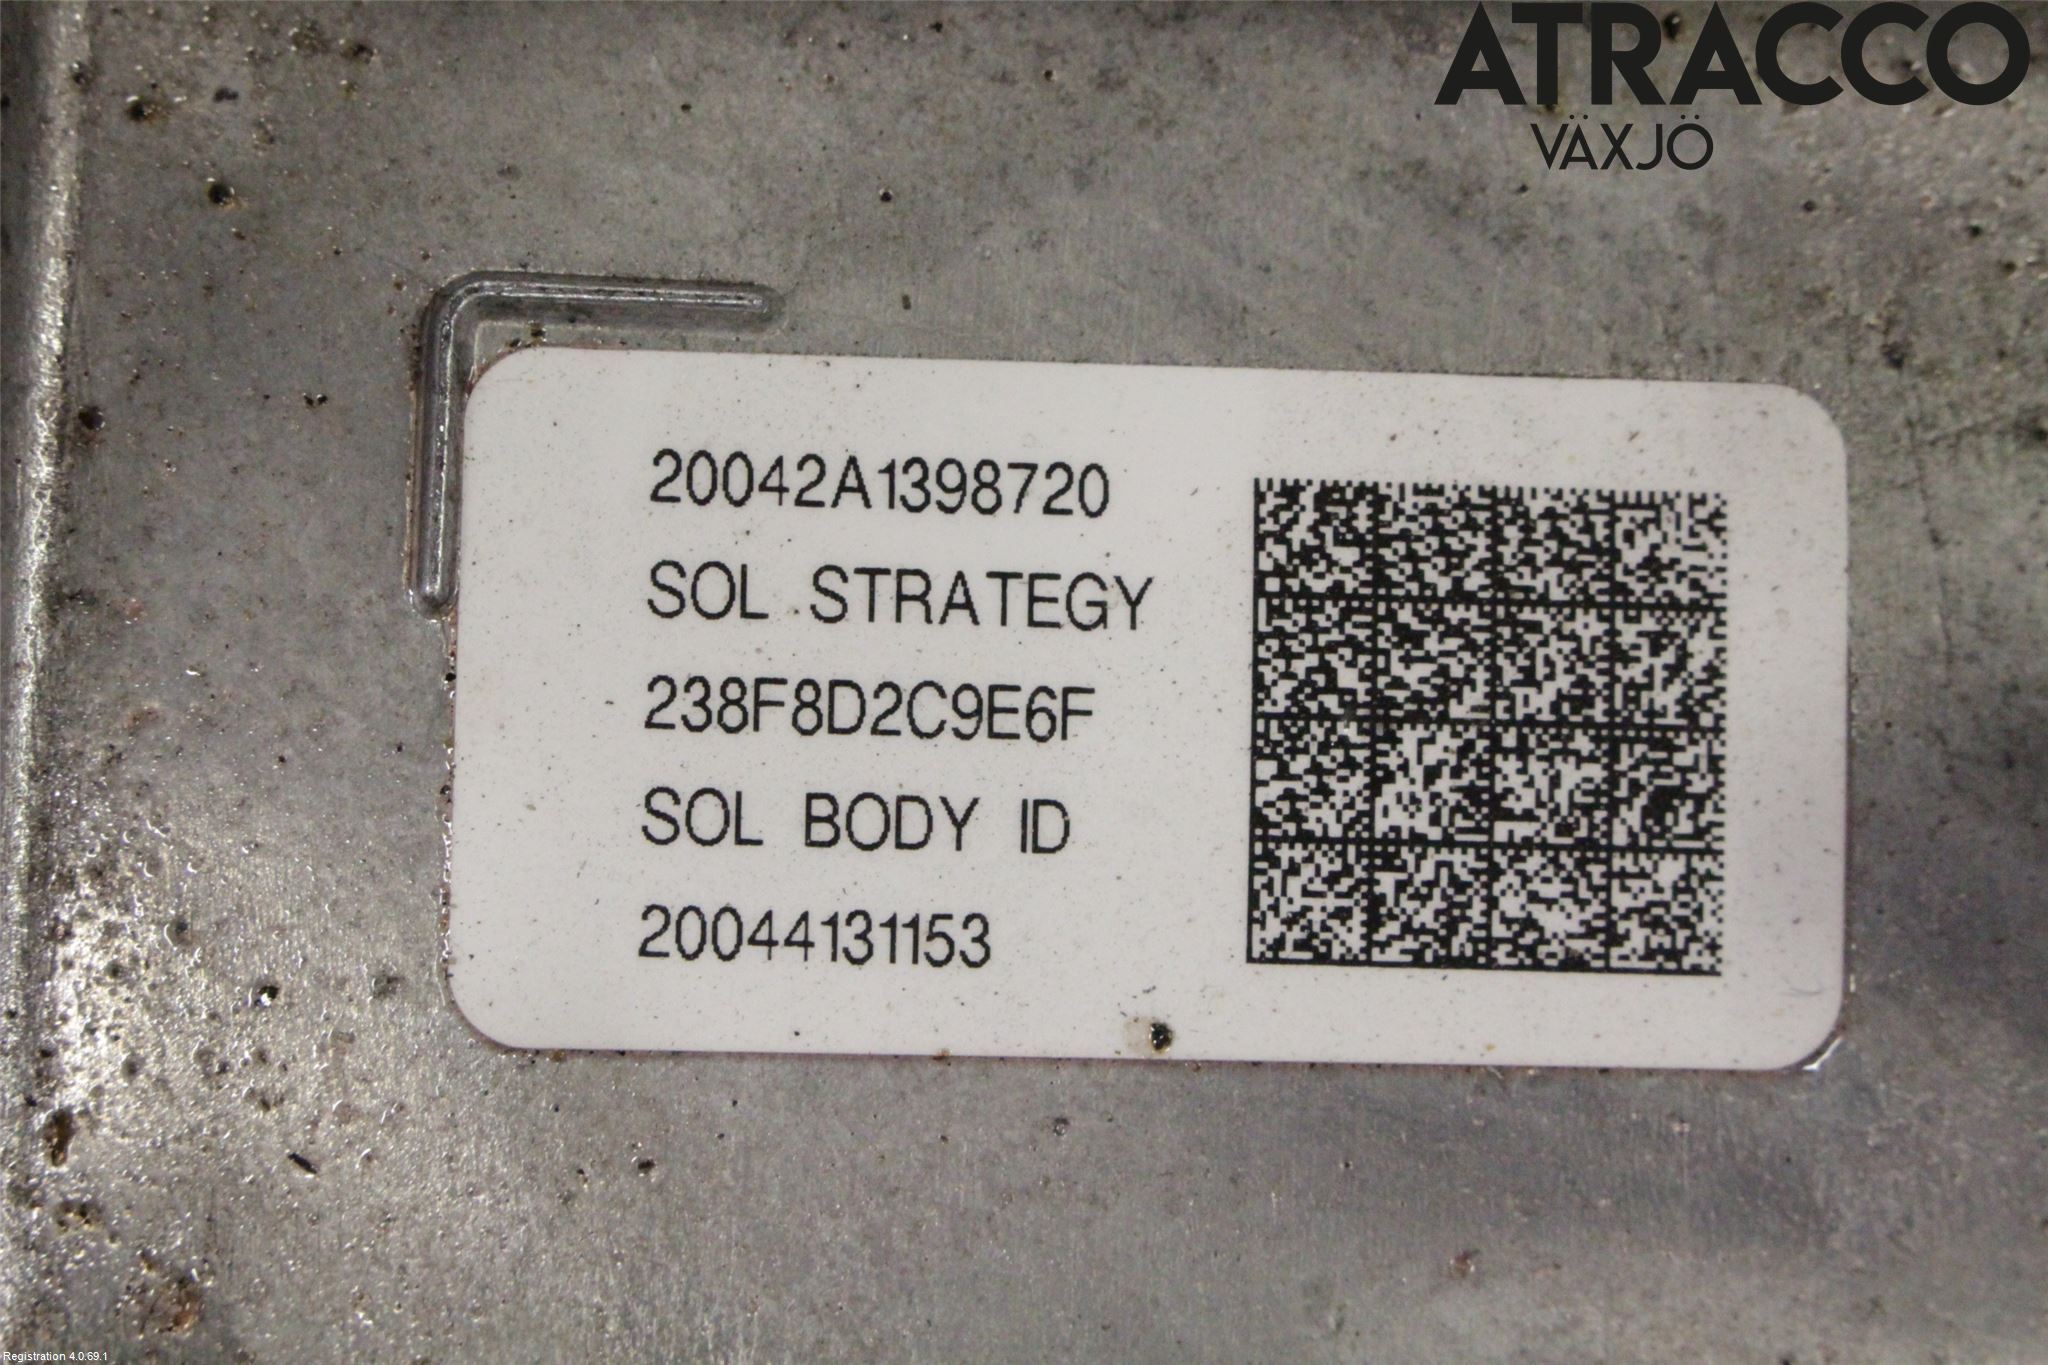 ATRACCO
VÄXJÖ
20042A1398720
SOL STRATEGY
238F8D2C9E6F
SOL BODY ID
20044131153
Registration 4.0.69.1